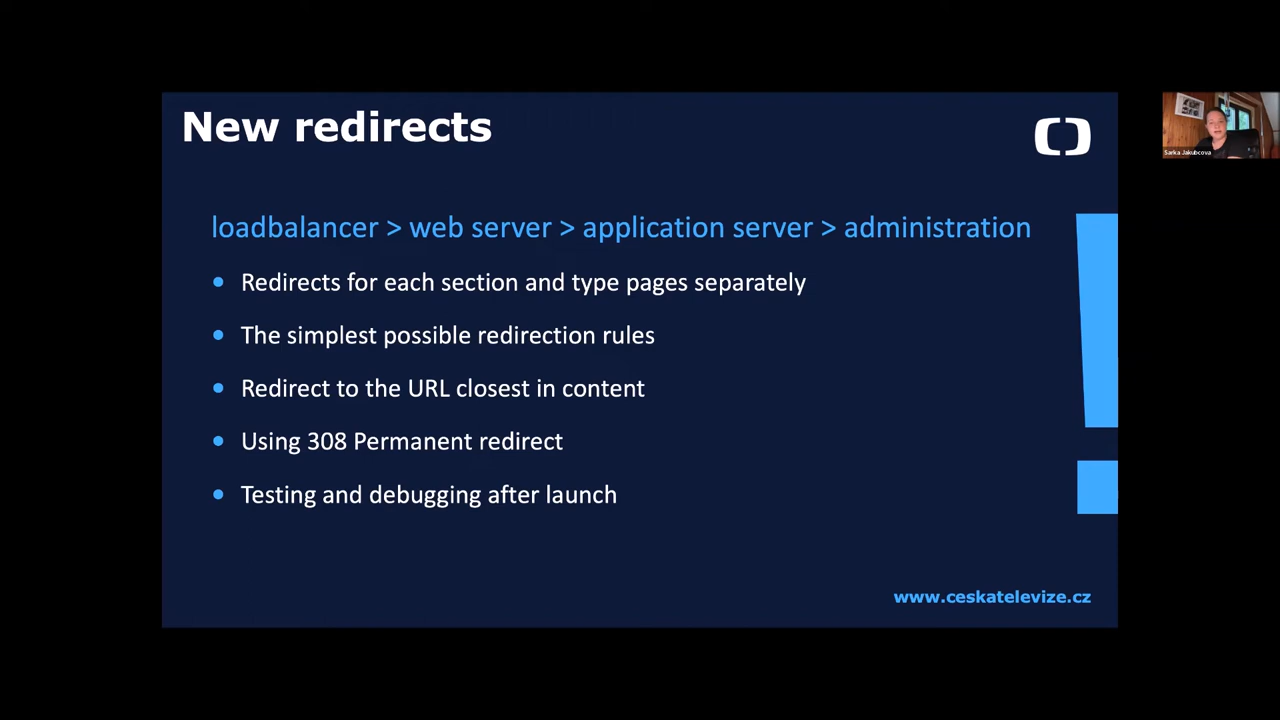 New redirects
loadbalancer > web server > application server > administration
Redirects for each section and type pages separately
The simplest possible redirection rules
Redirect to the URL closest in content
Using 308 Permanent redirect
Testing and debugging after launch
www.ceskatelevize.cz
Sarka Jakubcova